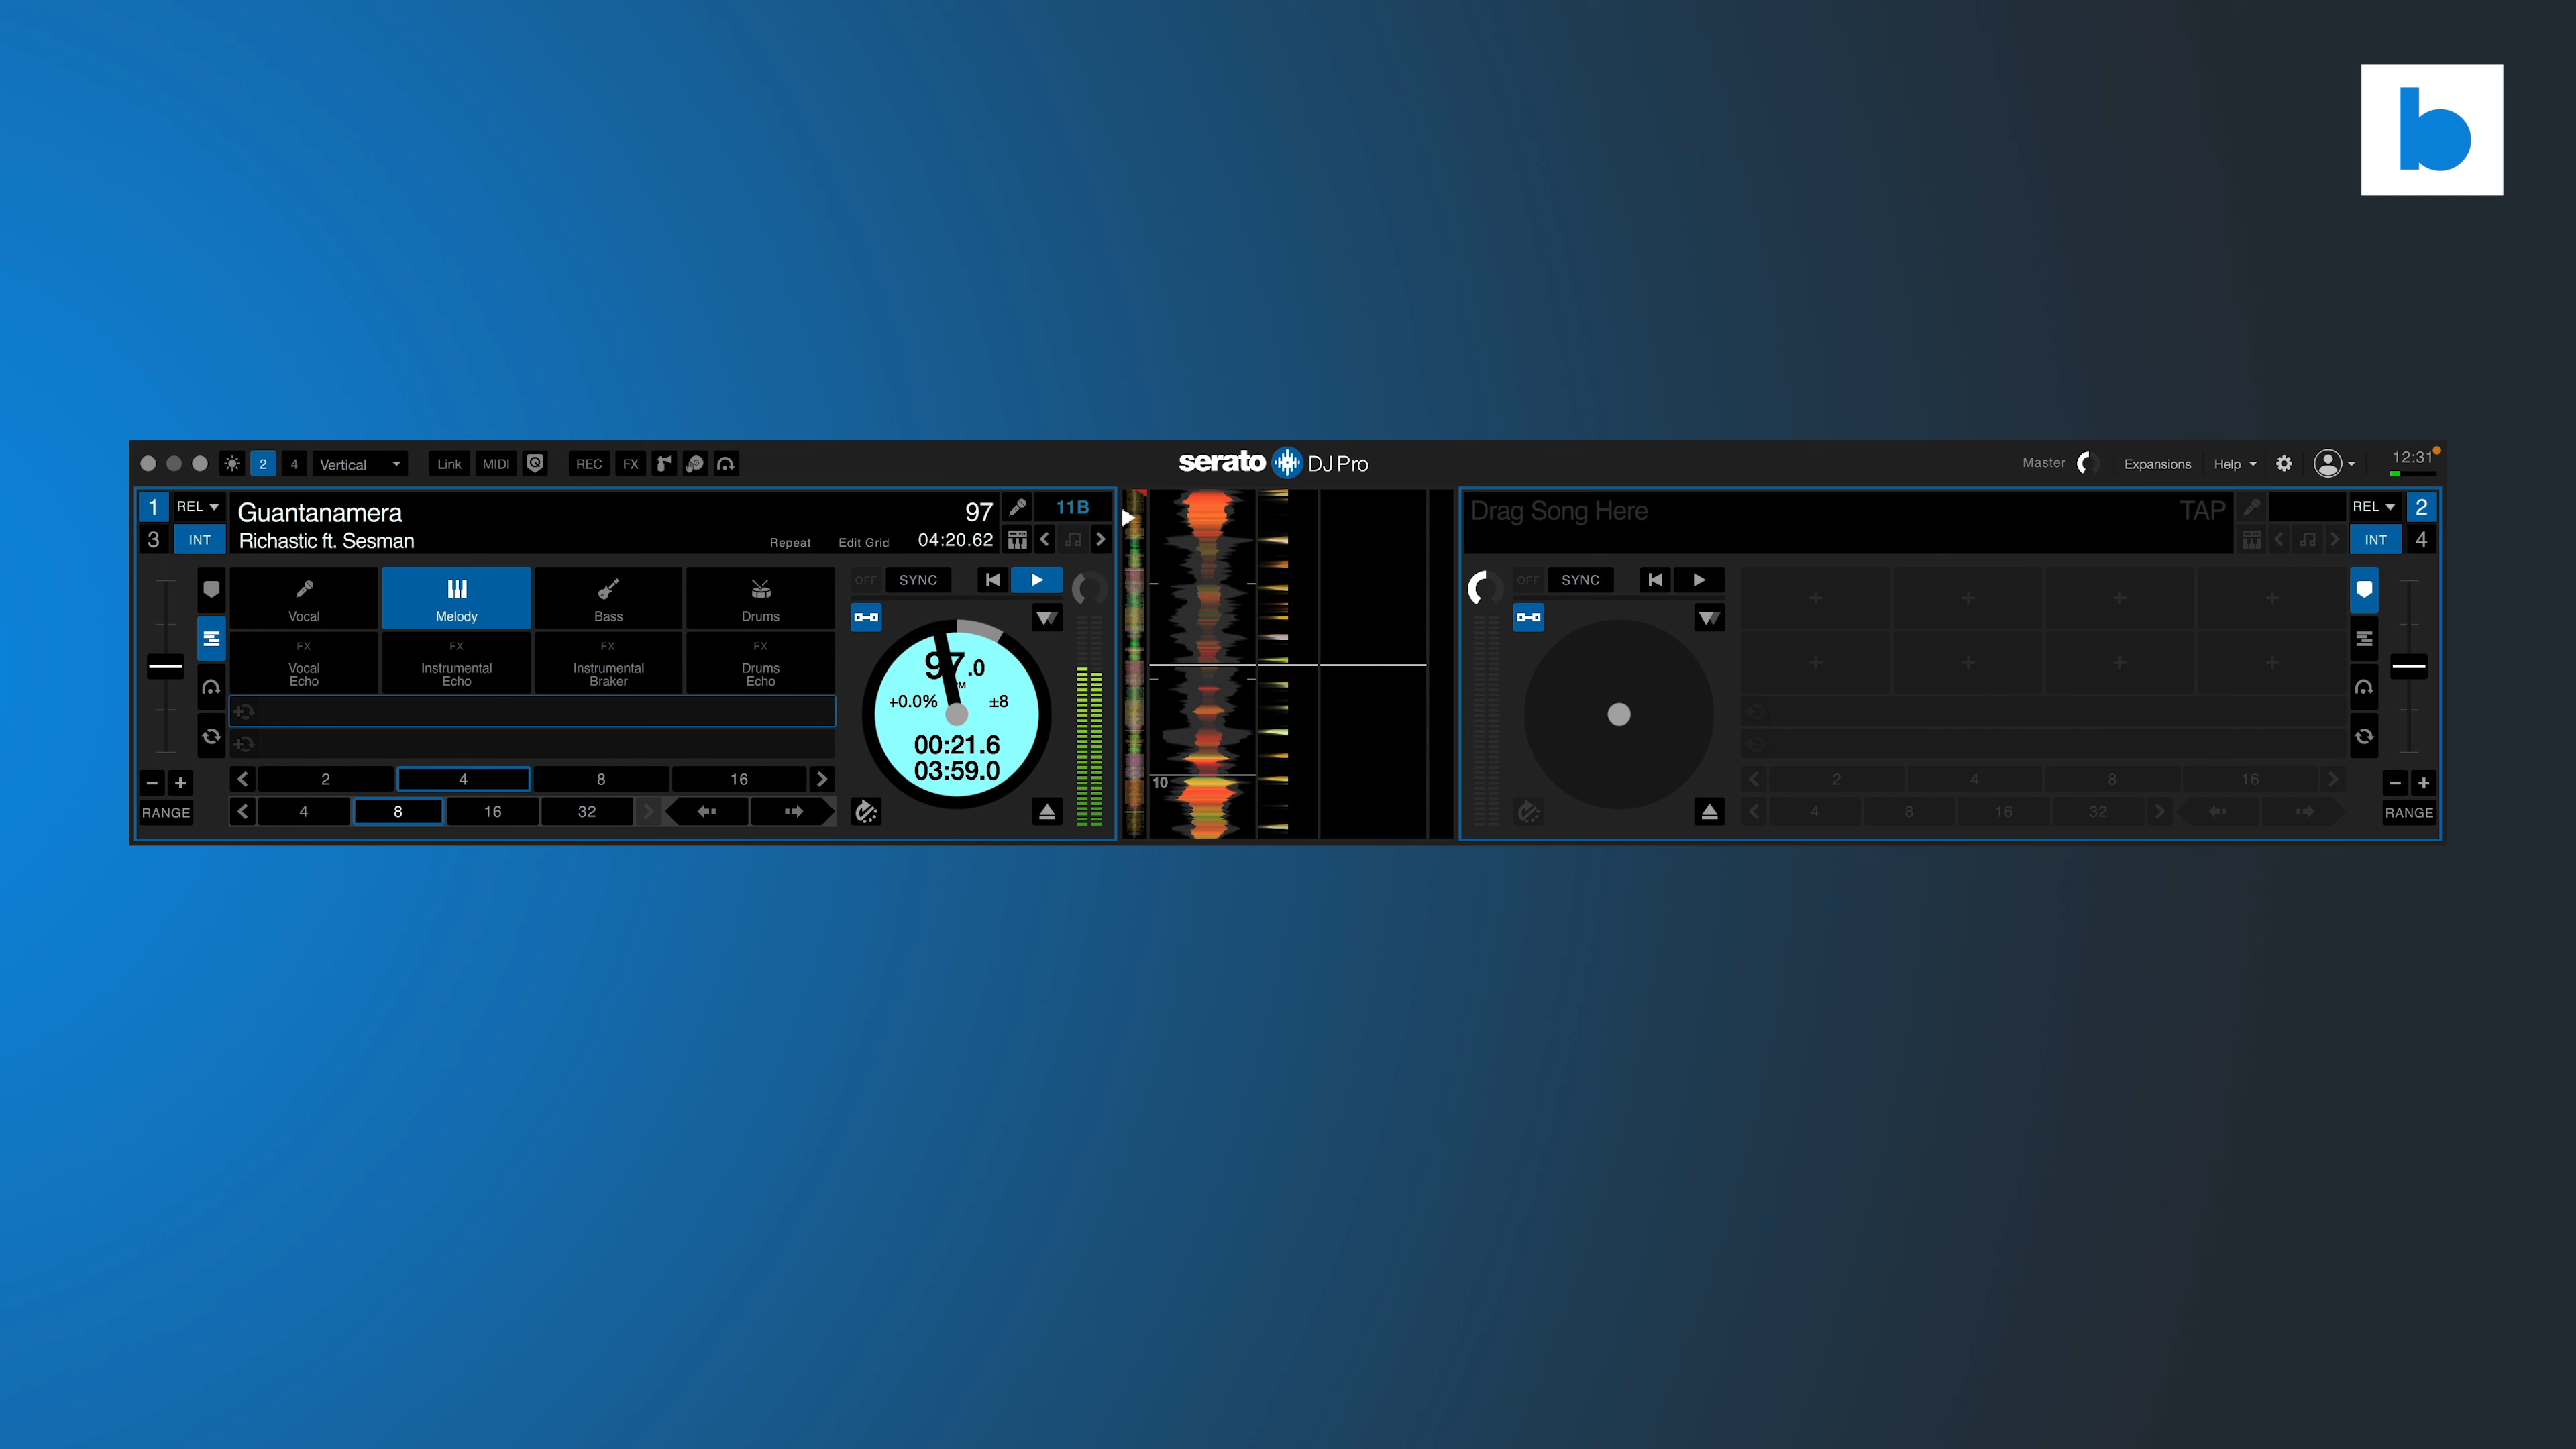 b
2 4 Vertical Link MIDI REC FX serato DJ Pro Master Expansions Help 12:31
1 REL Guantanamera 97 11B
3 INT Richastic ft. Sesman Repeat Edit Grid 04:20.62
Drag Song Here TAP REL 2
INT 4
Vocal Melody Bass Drums
FX FX FX FX
Vocal Echo Instrumental Echo Instrumental Braker Drums Echo
OFF SYNC
97.0
+0.0% ±8
00:21.6
03:59.0
2 4 8 16
RANGE 4 8 16 32
10
OFF SYNC
2 4 8 16
4 8 16 32 RANGE